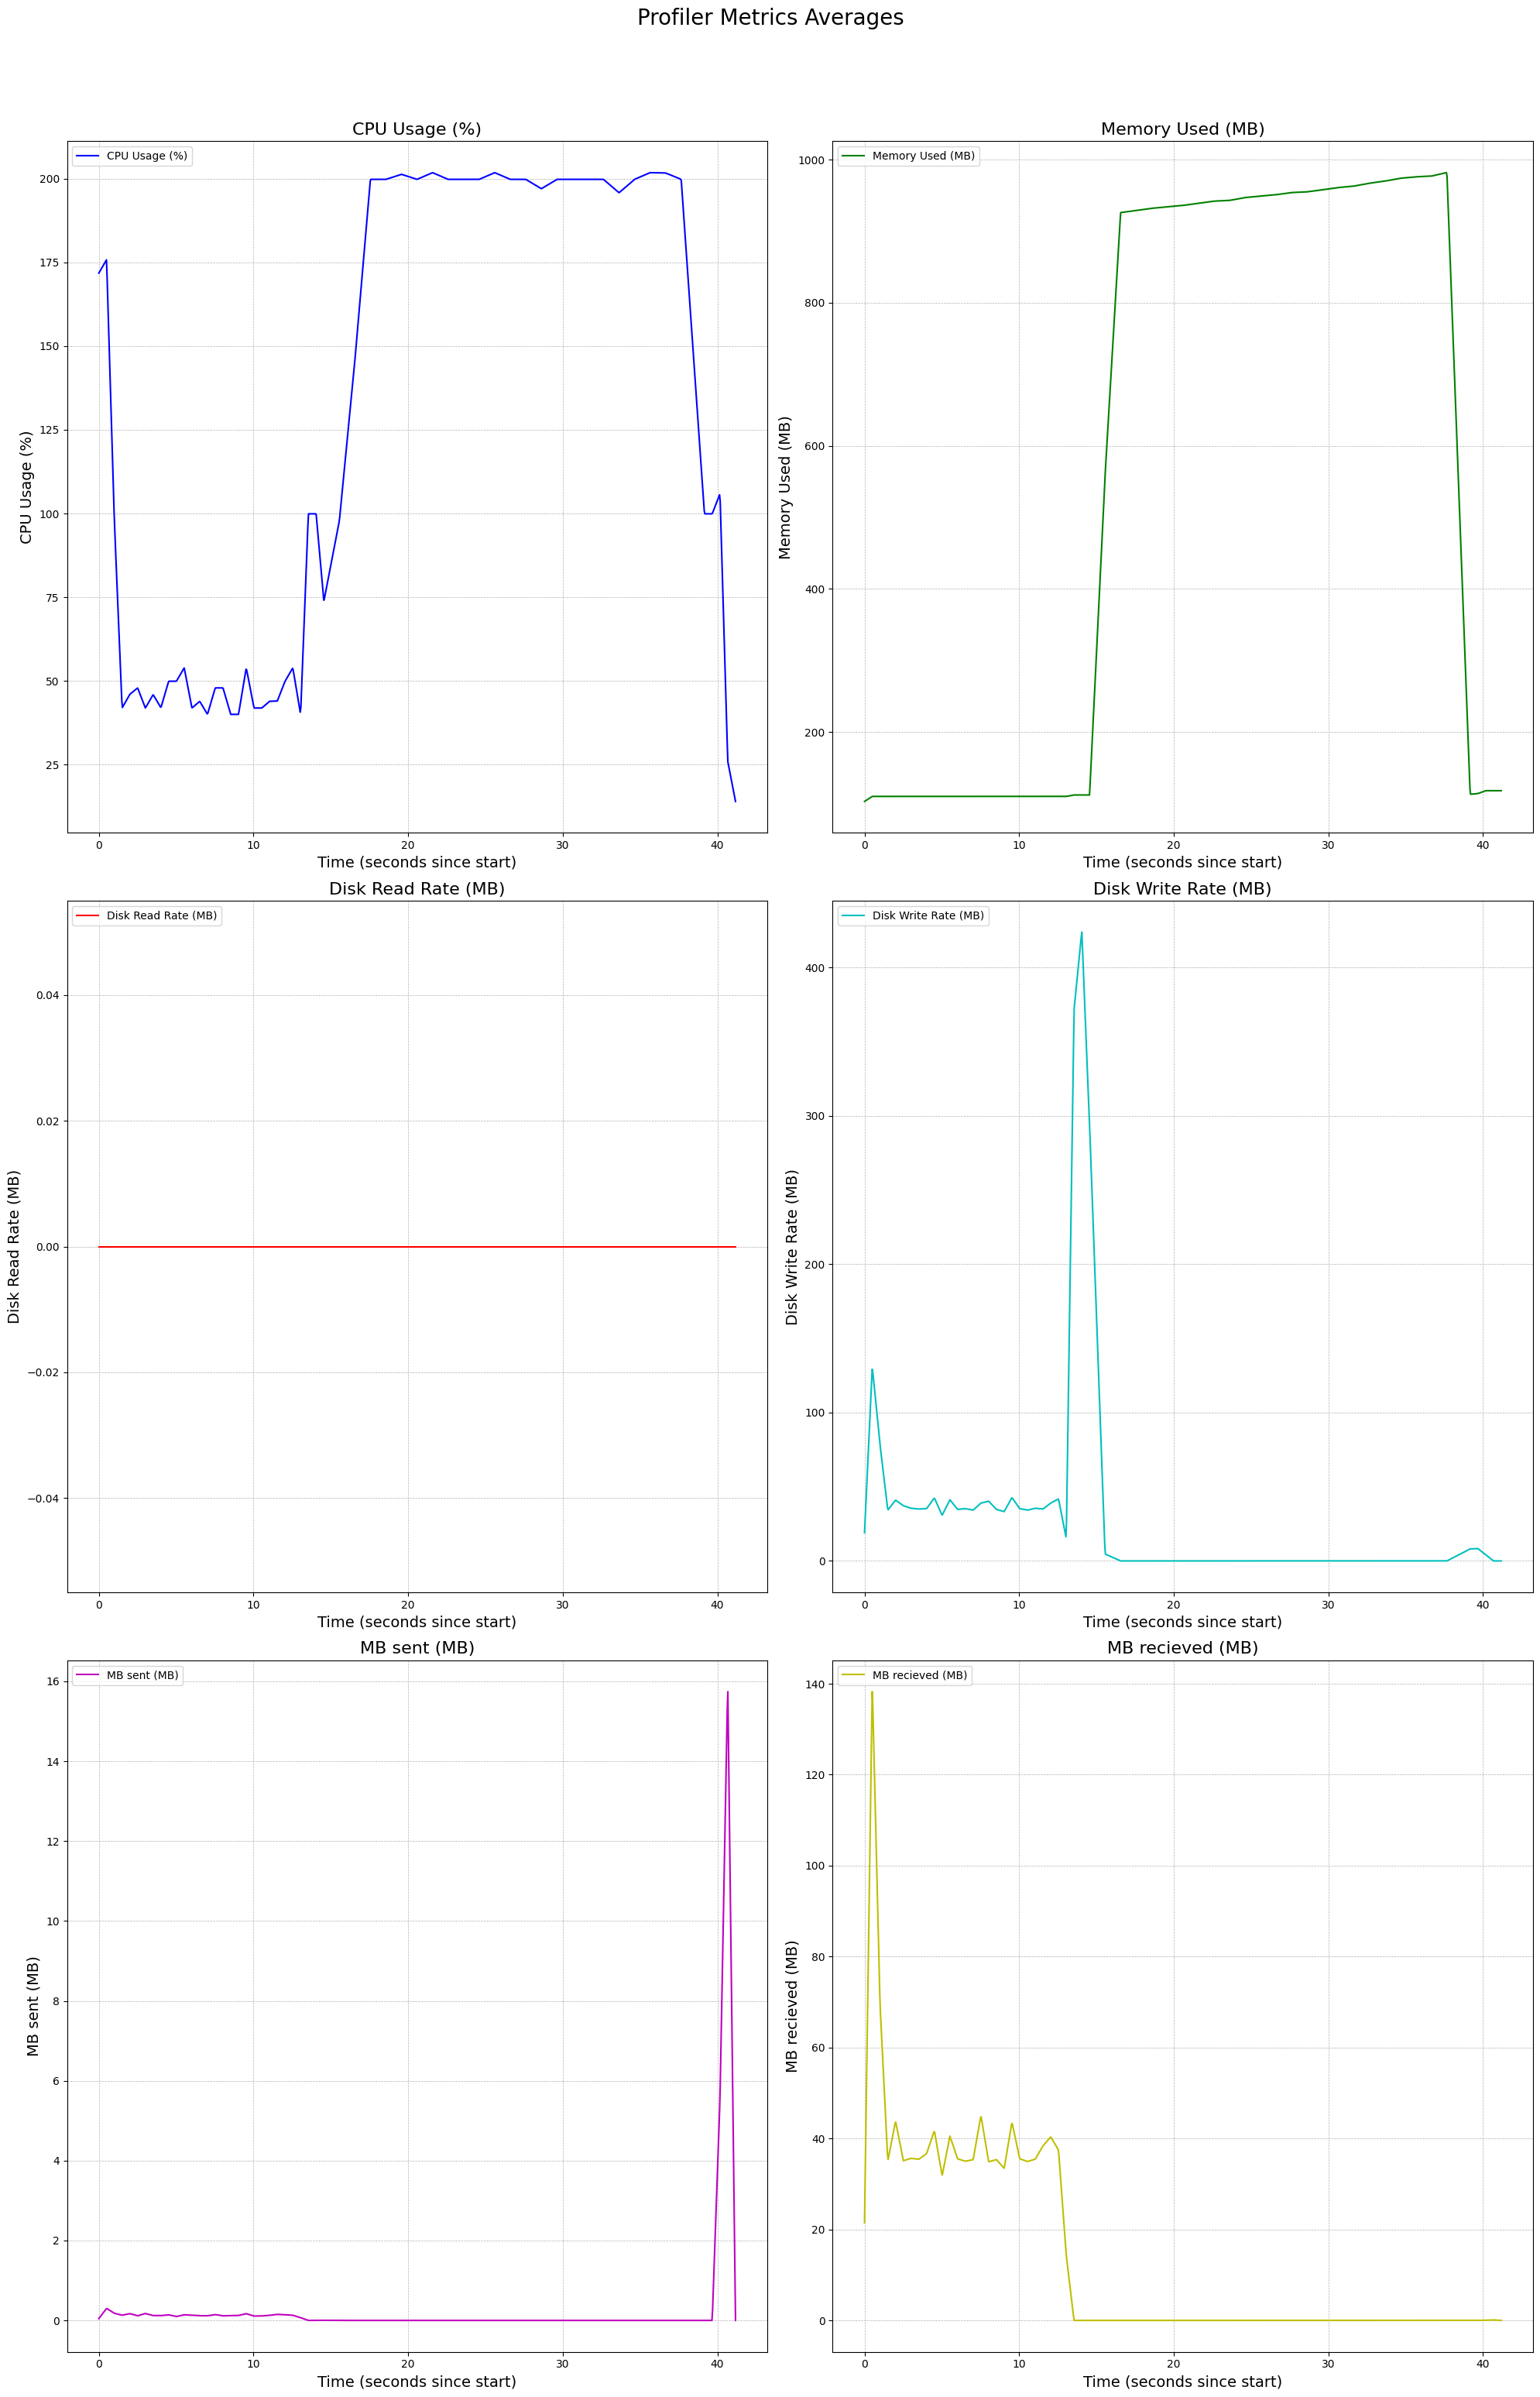 Profiler Metrics Averages
CPU Usage (%)
CPU Usage (%)
CPU Usage (%)
200
175
150
125
100
75
50
25
0 10 20 30 40
Time (seconds since start)
Memory Used (MB)
Memory Used (MB)
Memory Used (MB)
1000
800
600
400
200
0 10 20 30 40
Time (seconds since start)
Disk Read Rate (MB)
Disk Read Rate (MB)
Disk Read Rate (MB)
0.04
0.02
0.00
−0.02
−0.04
0 10 20 30 40
Time (seconds since start)
Disk Write Rate (MB)
Disk Write Rate (MB)
Disk Write Rate (MB)
400
300
200
100
0
0 10 20 30 40
Time (seconds since start)
MB sent (MB)
MB sent (MB)
MB sent (MB)
16
14
12
10
8
6
4
2
0
0 10 20 30 40
Time (seconds since start)
MB recieved (MB)
MB recieved (MB)
MB recieved (MB)
140
120
100
80
60
40
20
0
0 10 20 30 40
Time (seconds since start)